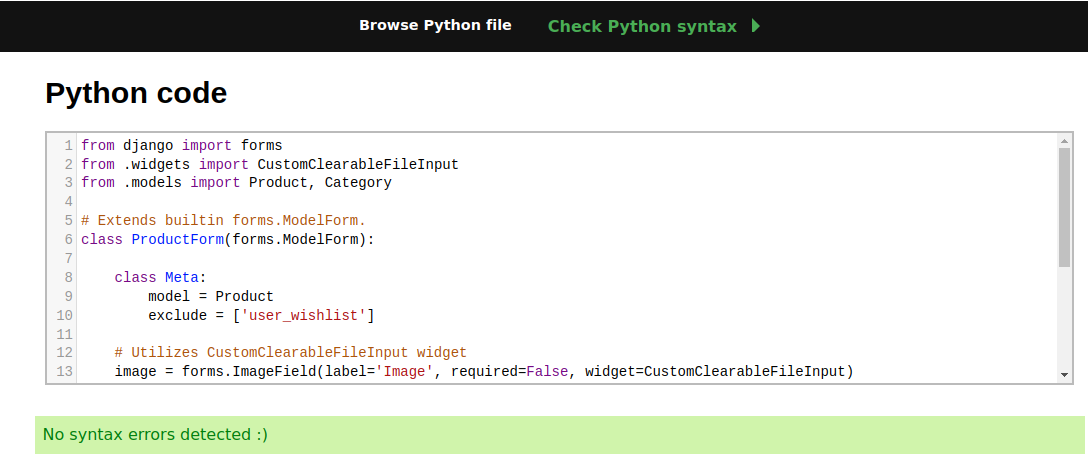 Browse Python file Check Python syntax
Python code
1 from django import forms
2 from .widgets import CustomClearableFileInput
3 from .models import Product, Category
4
5 # Extends builtin forms.ModelForm.
6 class ProductForm(forms.ModelForm):
7
8     class Meta:
9         model = Product
10         exclude = ['user_wishlist']
11
12     # Utilizes CustomClearableFileInput widget
13     image = forms.ImageField(label='Image', required=False, widget=CustomClearableFileInput)
No syntax errors detected :)